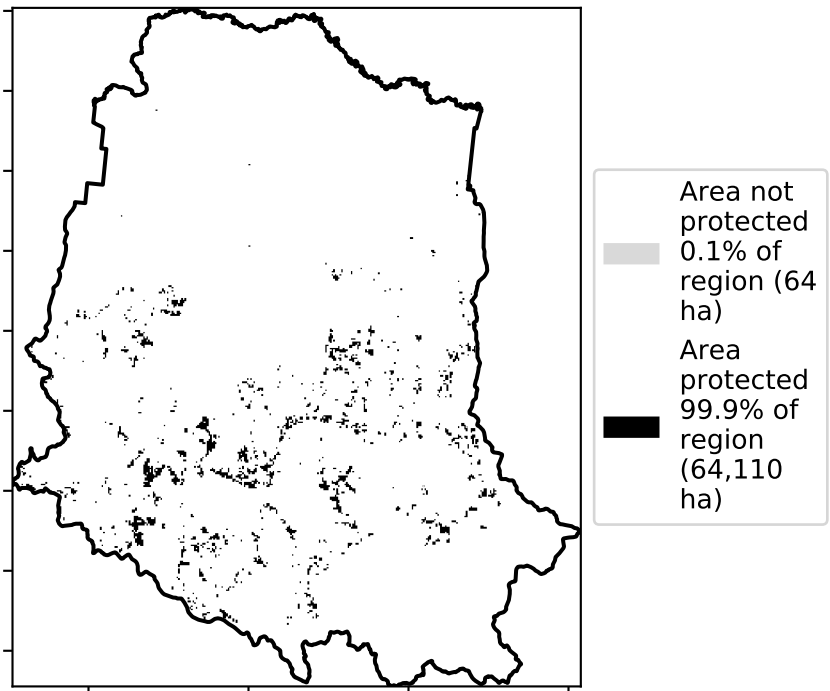 Area not
protected
0.1% of
region (64
ha)
Area
protected
99.9% of
region
(64,110
ha)